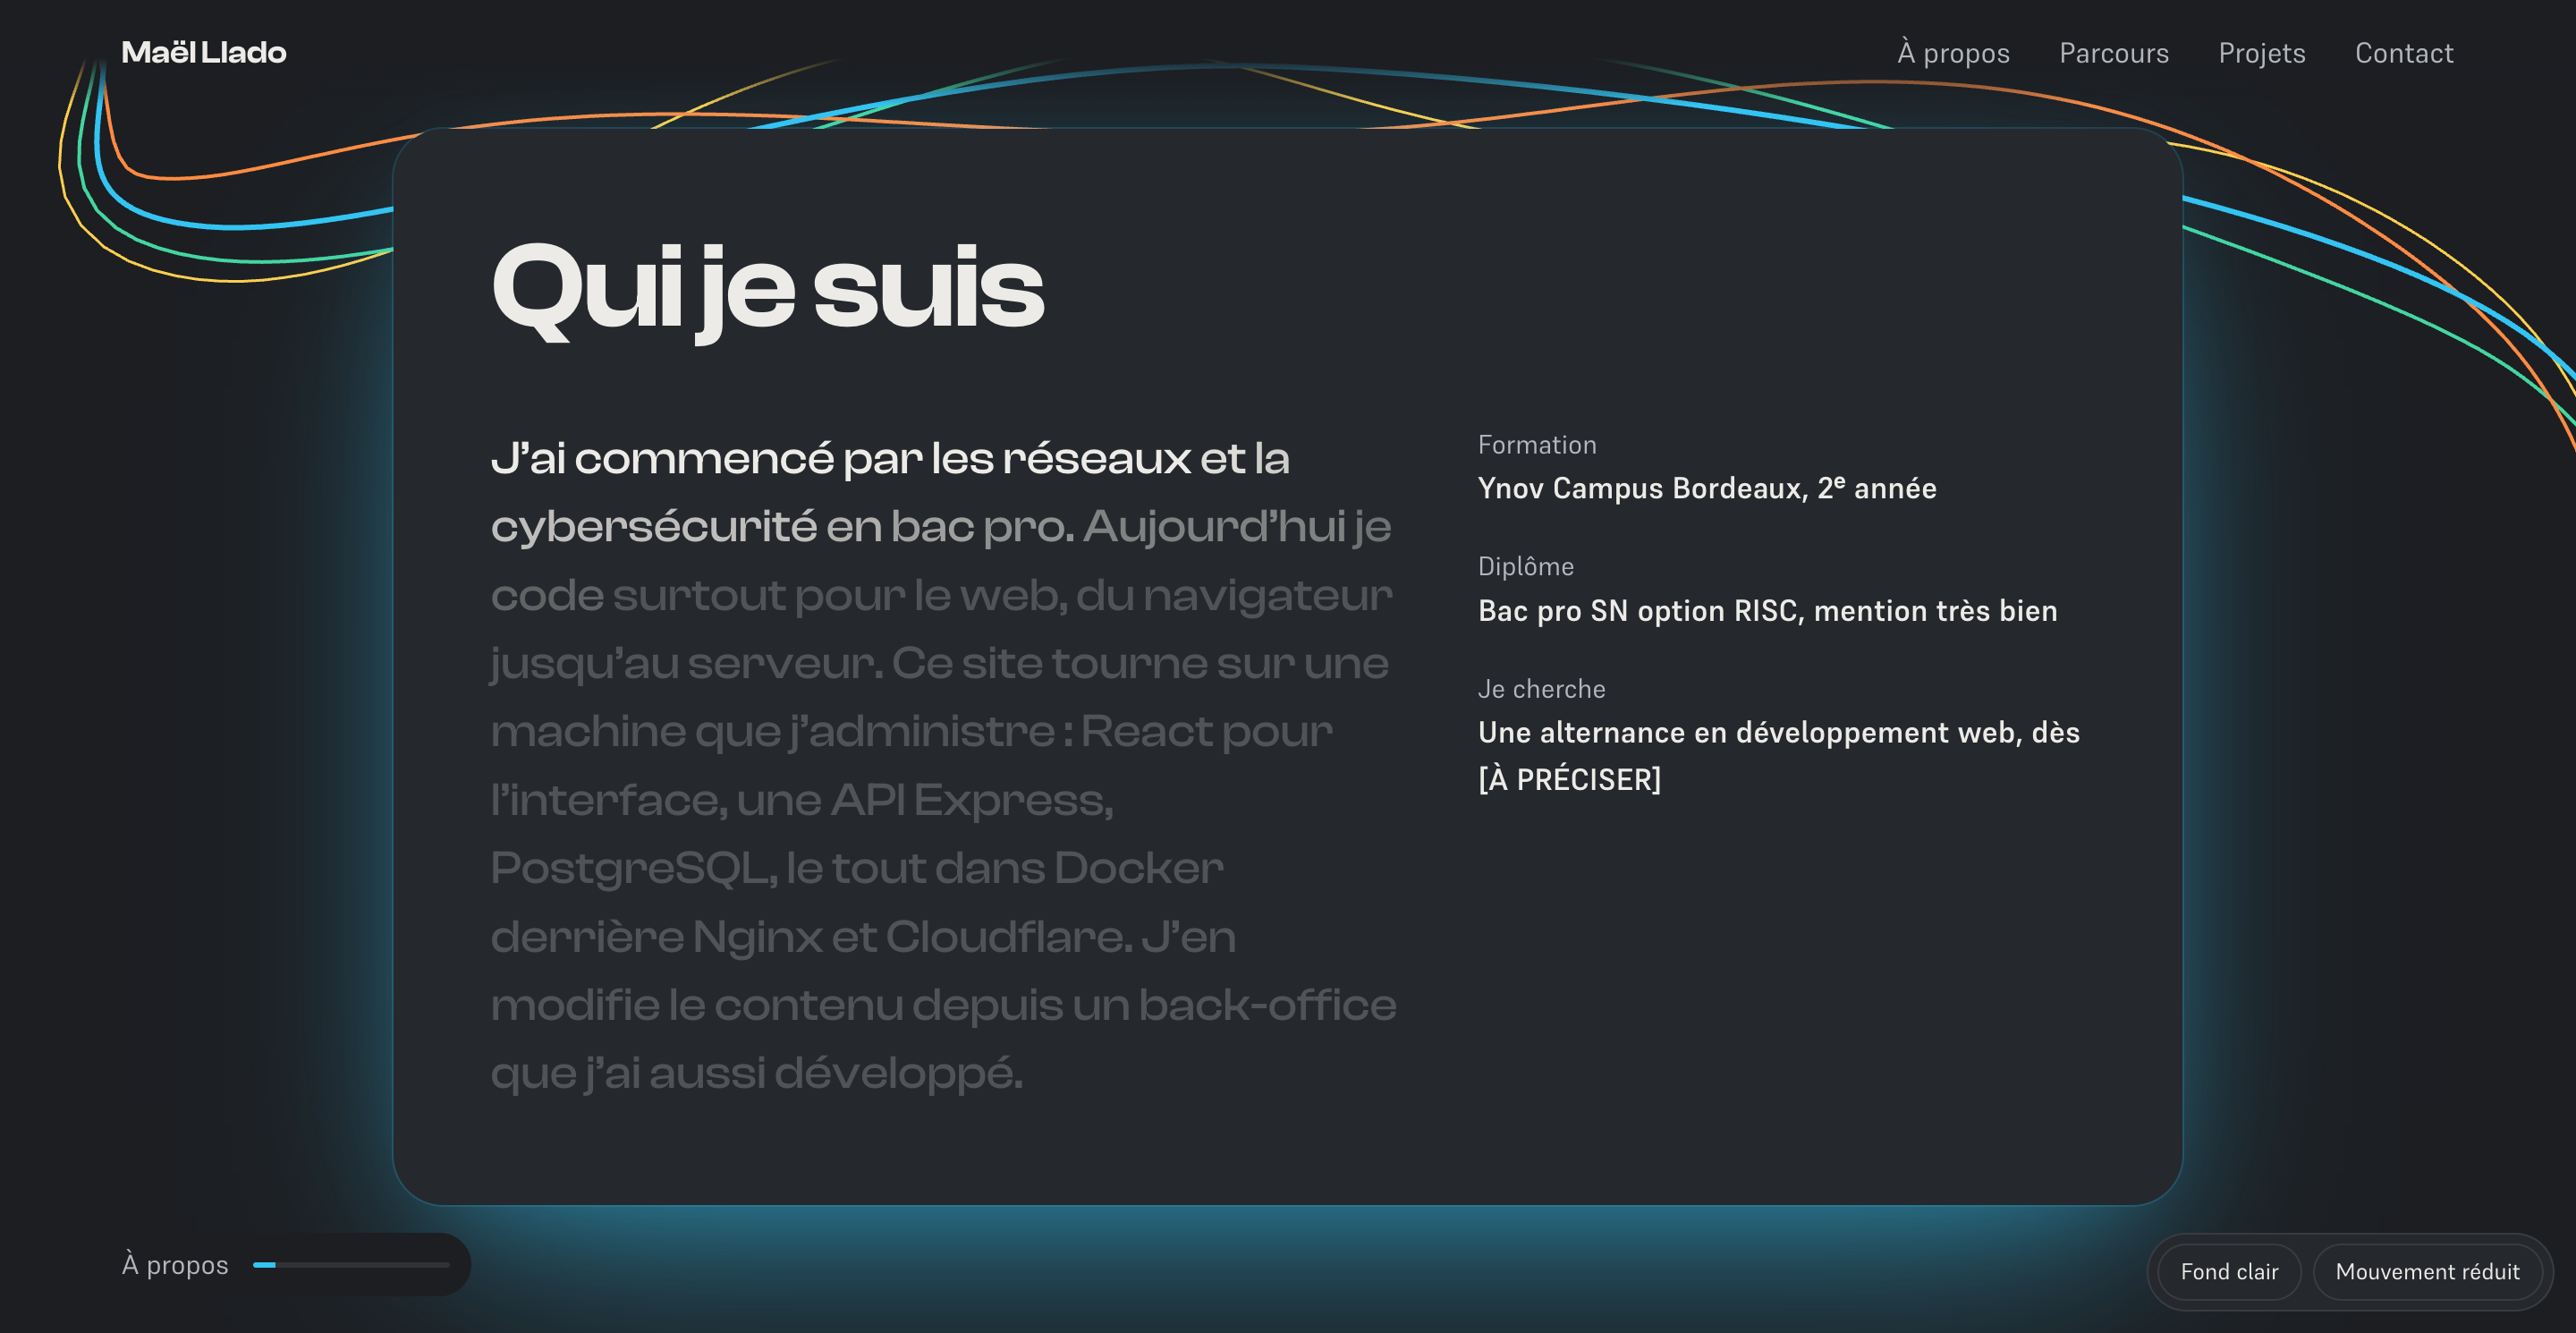 Maël Llado
À propos
Parcours
Projets
Contact
Qui je suis
J’ai commencé par les réseaux et la
cybersécurité en bac pro. Aujourd’hui je
code surtout pour le web, du navigateur
jusqu’au serveur. Ce site tourne sur une
machine que j’administre : React pour
l’interface, une API Express,
PostgreSQL, le tout dans Docker
derrière Nginx et Cloudflare. J’en
modifie le contenu depuis un back-office
que j’ai aussi développé.
Formation
Ynov Campus Bordeaux, 2ᵉ année
Diplôme
Bac pro SN option RISC, mention très bien
Je cherche
Une alternance en développement web, dès
[À PRÉCISER]
À propos
Fond clair
Mouvement réduit